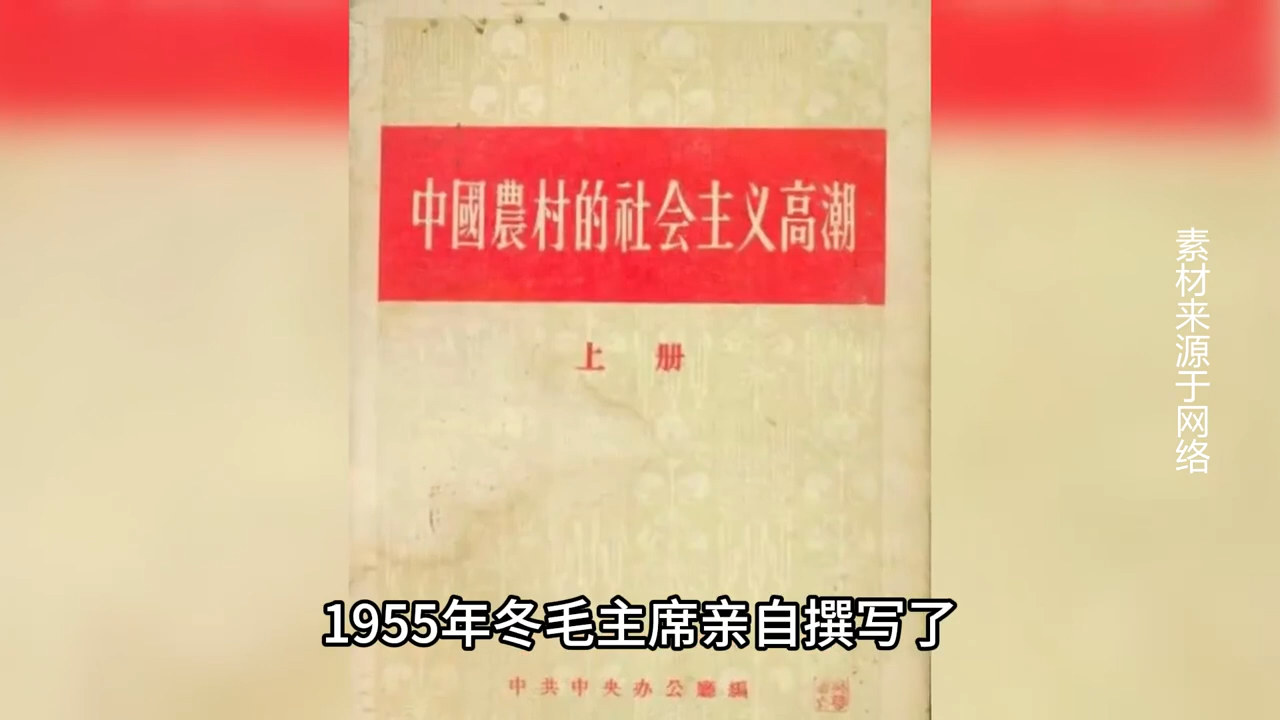 中國農村的社会主义高潮
上册
素材来源于网络
1955年冬毛主席亲自撰写了
中共中央办公廳編